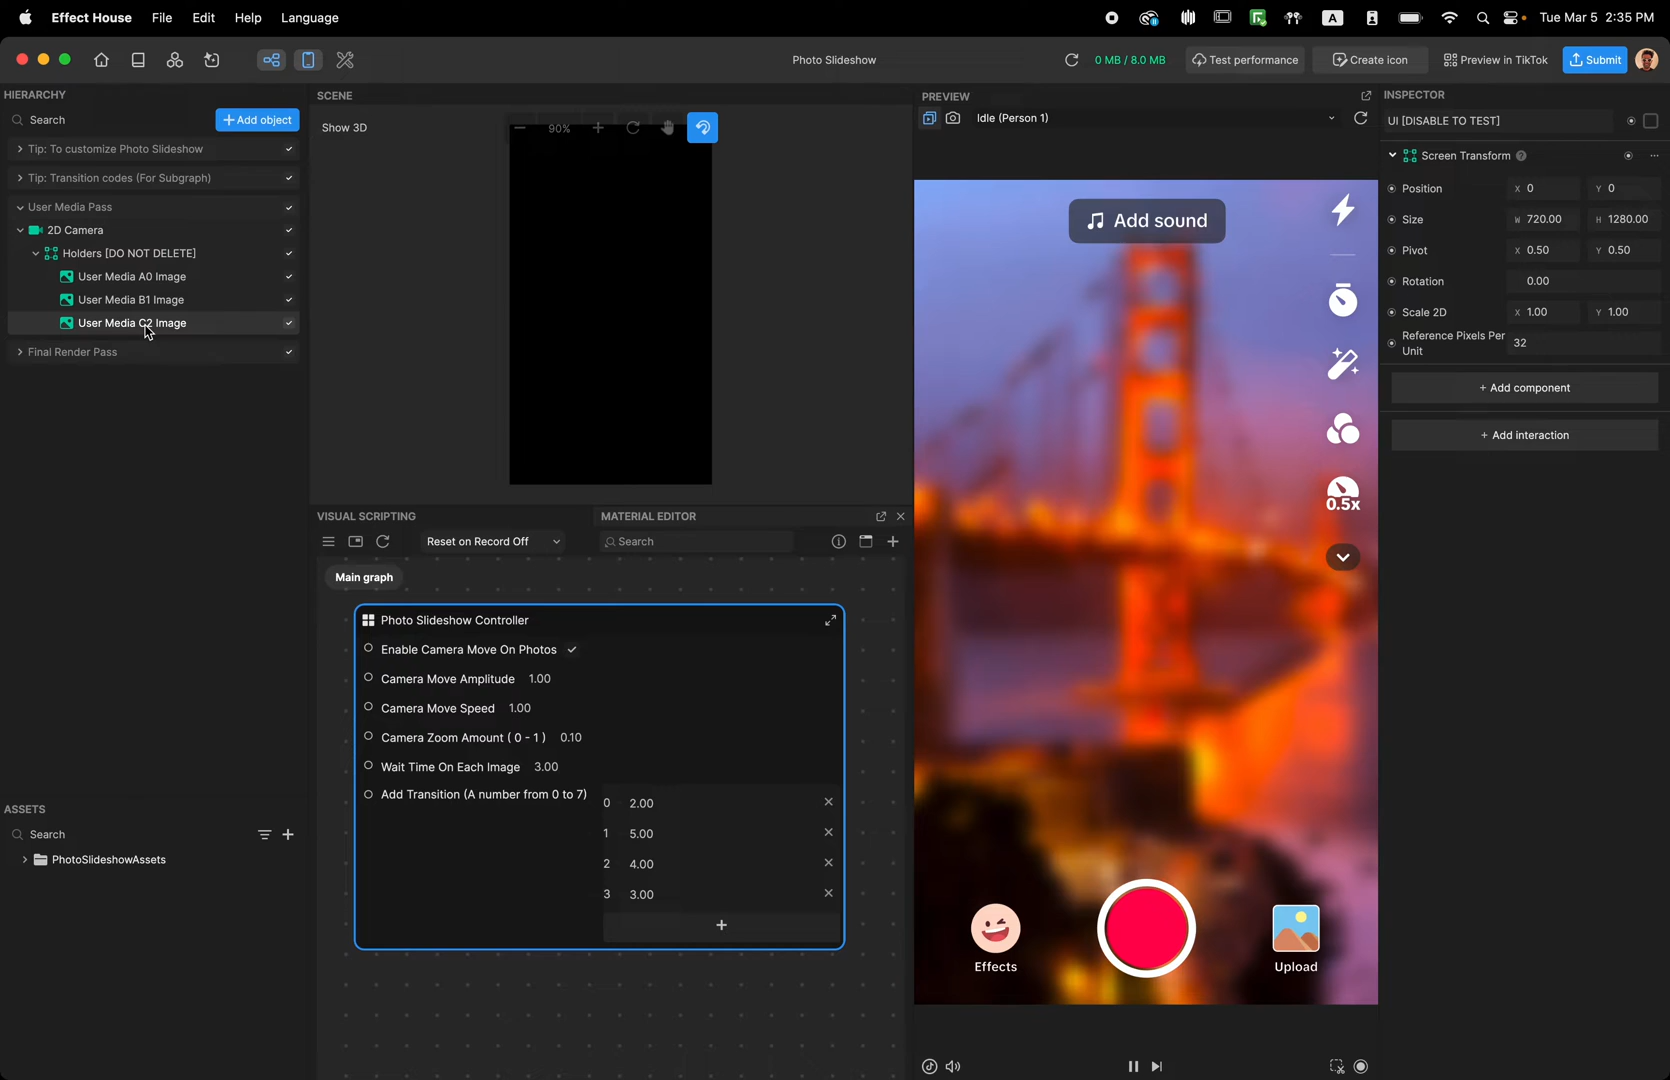 Effect House File Edit Help Language
A
Tue Mar 5 2:35 PM
Photo Slideshow
0 MB / 8.0 MB
Test performance
Create icon
Preview in TikTok
Submit
HIERARCHY
Search
+ Add object
Tip: To customize Photo Slideshow
Tip: Transition codes (For Subgraph)
User Media Pass
2D Camera
Holders [DO NOT DELETE]
User Media A0 Image
User Media B1 Image
User Media C2 Image
Final Render Pass
ASSETS
Search
PhotoSlideshowAssets
SCENE
Show 3D
90%
VISUAL SCRIPTING
MATERIAL EDITOR
Reset on Record Off
Search
Main graph
Photo Slideshow Controller
Enable Camera Move On Photos
Camera Move Amplitude 1.00
Camera Move Speed 1.00
Camera Zoom Amount ( 0 - 1 ) 0.10
Wait Time On Each Image 3.00
Add Transition (A number from 0 to 7)
0 2.00
1 5.00
2 4.00
3 3.00
+
PREVIEW
Idle (Person 1)
Add sound
0.5x
Effects
Upload
INSPECTOR
UI [DISABLE TO TEST]
Screen Transform
Position X 0 Y 0
Size W 720.00 H 1280.00
Pivot X 0.50 Y 0.50
Rotation 0.00
Scale 2D X 1.00 Y 1.00
Reference Pixels Per
Unit
32
+ Add component
+ Add interaction